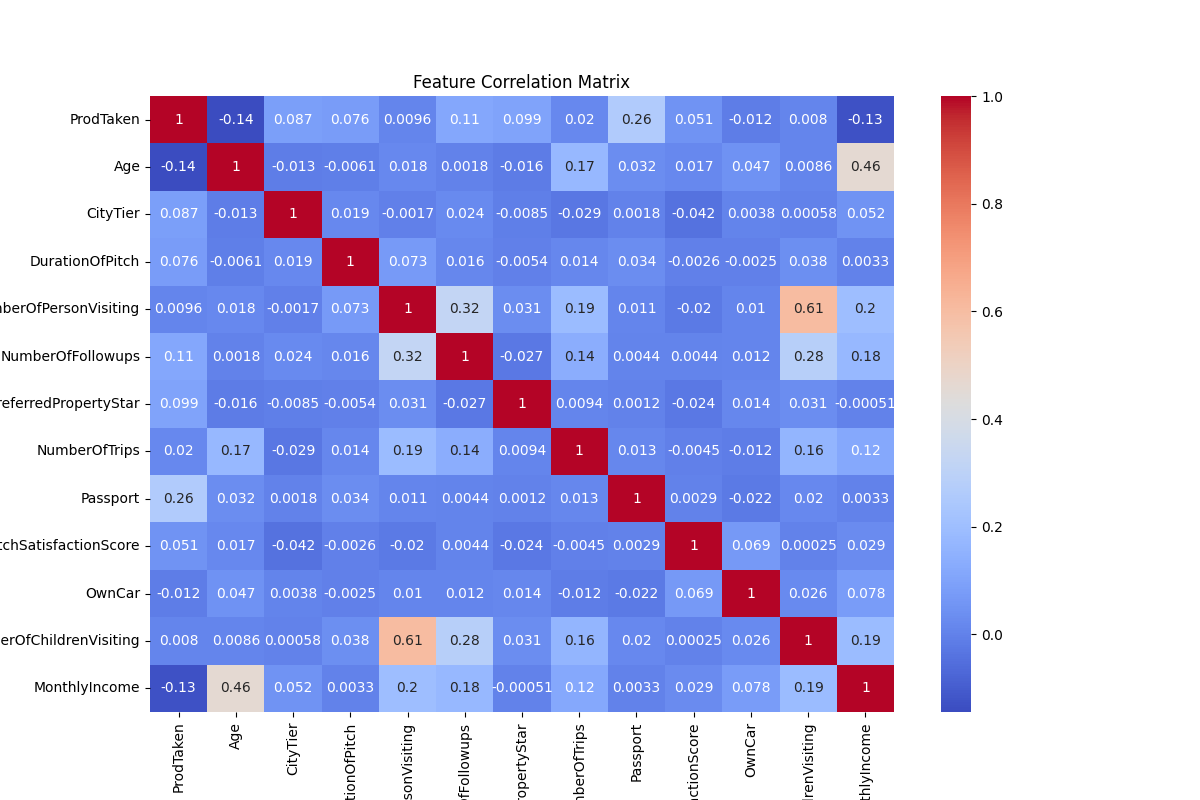 Feature Correlation Matrix
ProdTaken 1 -0.14 0.087 0.076 0.0096 0.11 0.099 0.02 0.26 0.051 -0.012 0.008 -0.13
Age -0.14 1 -0.013 -0.0061 0.018 0.0018 -0.016 0.17 0.032 0.017 0.047 0.0086 0.46
CityTier 0.087 -0.013 1 0.019 -0.0017 0.024 -0.0085 -0.029 0.0018 -0.042 0.0038 0.00058 0.052
DurationOfPitch 0.076 -0.0061 0.019 1 0.073 0.016 -0.0054 0.014 0.034 -0.0026 -0.0025 0.038 0.0033
nberOfPersonVisiting 0.0096 0.018 -0.0017 0.073 1 0.32 0.031 0.19 0.011 -0.02 0.01 0.61 0.2
NumberOfFollowups 0.11 0.0018 0.024 0.016 0.32 1 -0.027 0.14 0.0044 0.0044 0.012 0.28 0.18
referredPropertyStar 0.099 -0.016 -0.0085 -0.0054 0.031 -0.027 1 0.0094 0.0012 -0.024 0.014 0.031 -0.00051
NumberOfTrips 0.02 0.17 -0.029 0.014 0.19 0.14 0.0094 1 0.013 -0.0045 -0.012 0.16 0.12
Passport 0.26 0.032 0.0018 0.034 0.011 0.0044 0.0012 0.013 1 0.0029 -0.022 0.02 0.0033
tchSatisfactionScore 0.051 0.017 -0.042 -0.0026 -0.02 0.0044 -0.024 -0.0045 0.0029 1 0.069 0.00025 0.029
OwnCar -0.012 0.047 0.0038 -0.0025 0.01 0.012 0.014 -0.012 -0.022 0.069 1 0.026 0.078
erOfChildrenVisiting 0.008 0.0086 0.00058 0.038 0.61 0.28 0.031 0.16 0.02 0.00025 0.026 1 0.19
MonthlyIncome -0.13 0.46 0.052 0.0033 0.2 0.18 -0.00051 0.12 0.0033 0.029 0.078 0.19 1
ProdTaken
Age
CityTier
tionOfPitch
sonVisiting
fFollowups
ropertyStar
nberOfTrips
Passport
actionScore
OwnCar
drenVisiting
thlyIncome
1.0
0.8
0.6
0.4
0.2
0.0